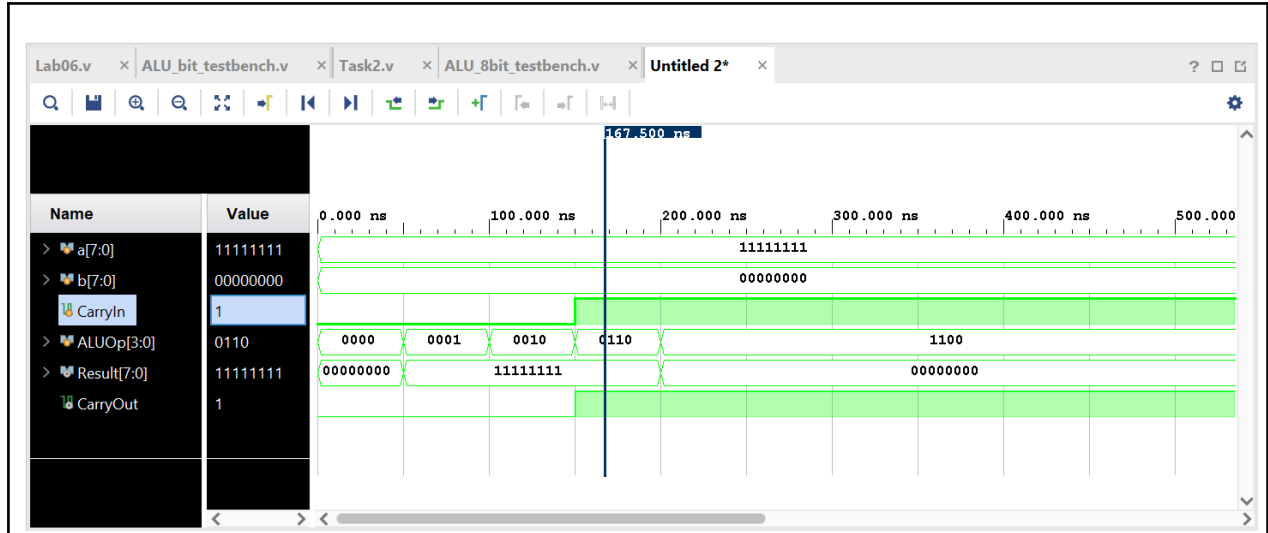 Lab06.v × ALU_bit_testbench.v × Task2.v × ALU_8bit_testbench.v × Untitled 2* ×
167.500 ns
Name Value 0.000 ns 100.000 ns 200.000 ns 300.000 ns 400.000 ns 500.000
a[7:0] 11111111 11111111
b[7:0] 00000000 00000000
CarryIn 1
ALUOp[3:0] 0110 0000 0001 0010 0110 1100
Result[7:0] 11111111 00000000 11111111 00000000
CarryOut 1